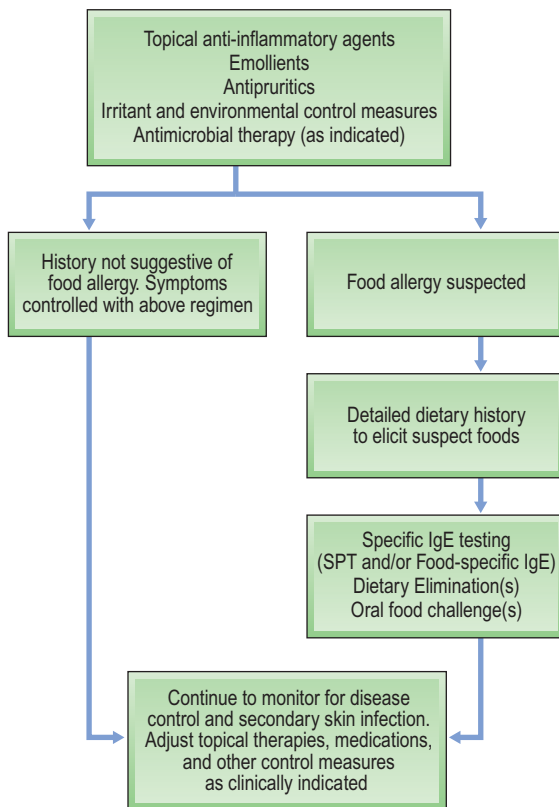 Topical anti-inflammatory agents
Emollients
Antipruritics
Irritant and environmental control measures
Antimicrobial therapy (as indicated)
History not suggestive of
food allergy. Symptoms
controlled with above regimen
Food allergy suspected
Detailed dietary history
to elicit suspect foods
Specific IgE testing
(SPT and/or Food-specific IgE)
Dietary Elimination(s)
Oral food challenge(s)
Continue to monitor for disease
control and secondary skin infection.
Adjust topical therapies, medications,
and other control measures
as clinically indicated